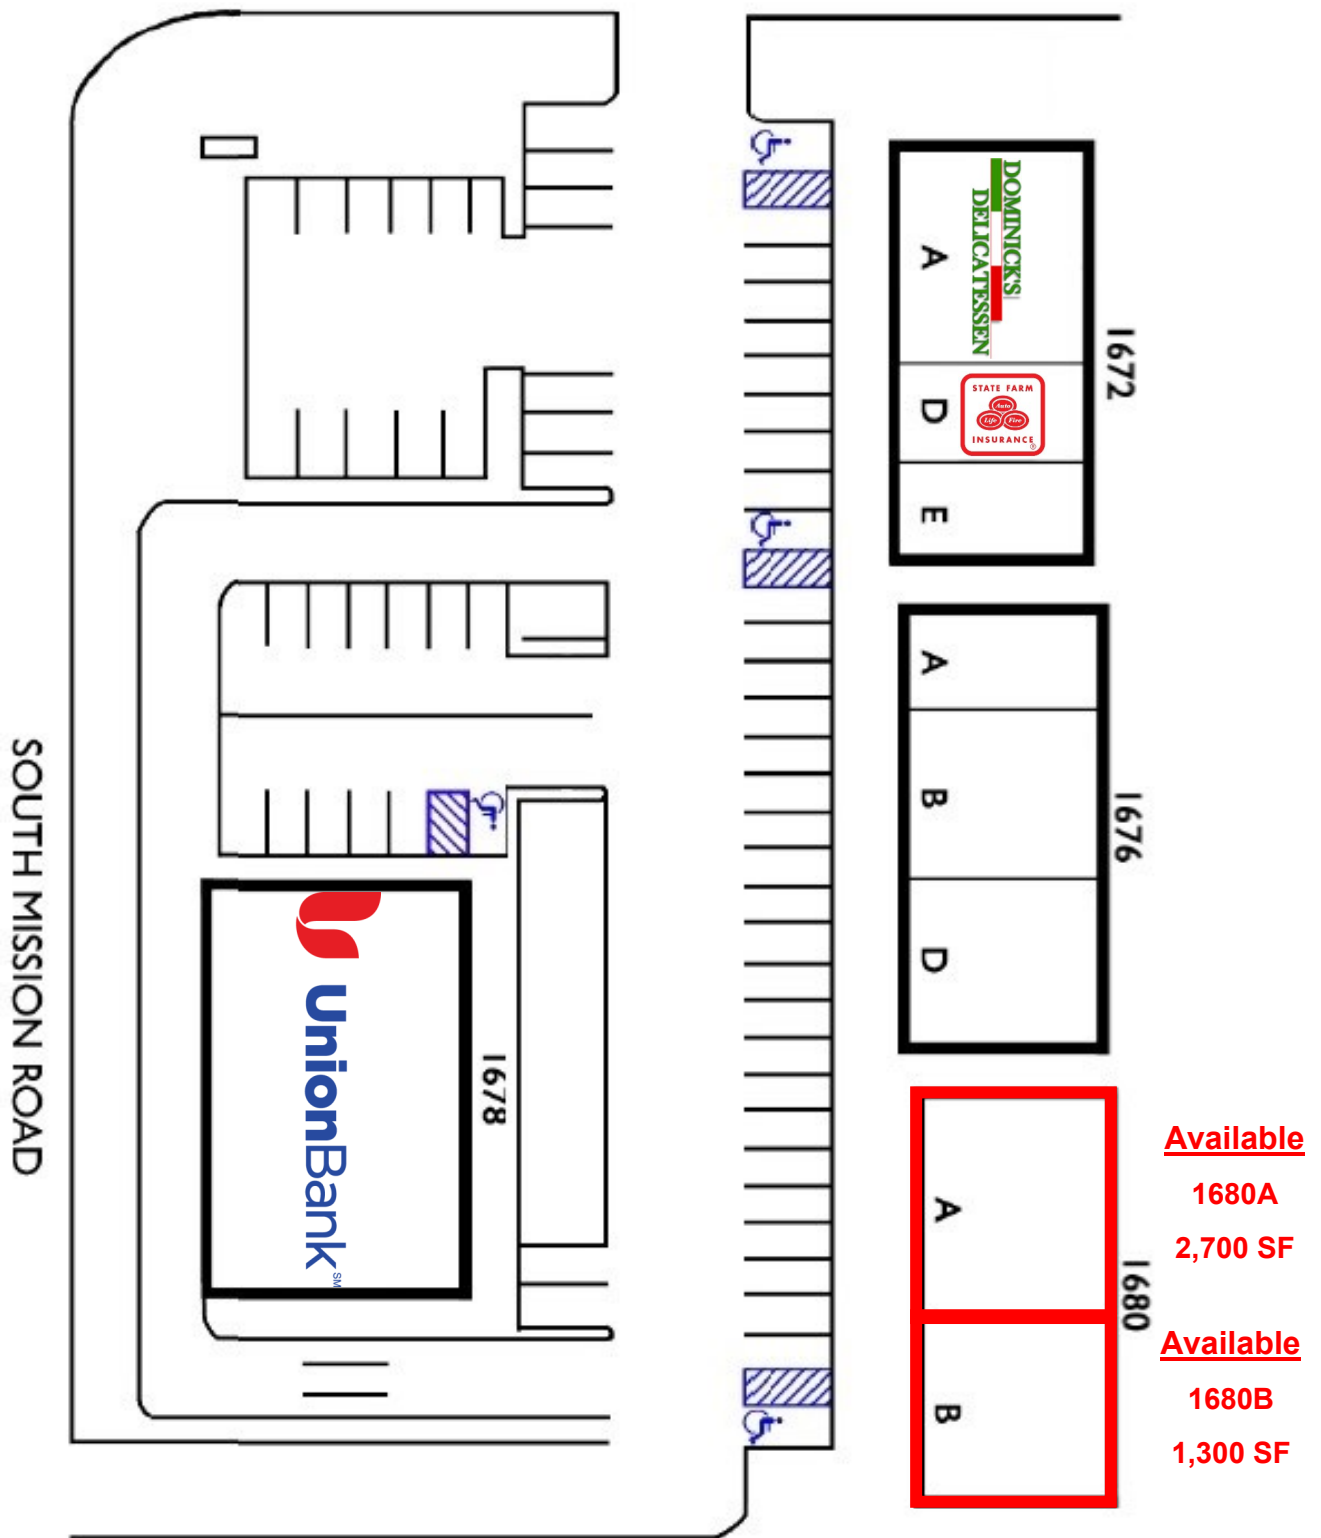 DOMINICK'S
DELICATESSEN
A
STATE FARM
Auto
Life Fire
INSURANCE
®
D
E
1672
A
B
D
1676
UnionBank℠
1678
SOUTH MISSION ROAD
A
B
1680
Available
1680A
2,700 SF
Available
1680B
1,300 SF